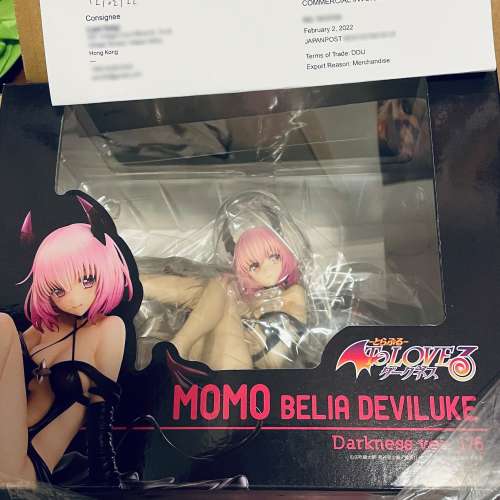 Consignee
Hong Kong
COMMERCIAL
February 2, 2022
JAPANPOST
Terms of Trade: DDU
Export Reason: Merchandise
とらぶる
To LOVEる
ダークネス
MOMO BELIA DEVILUKE
Darkness ver.